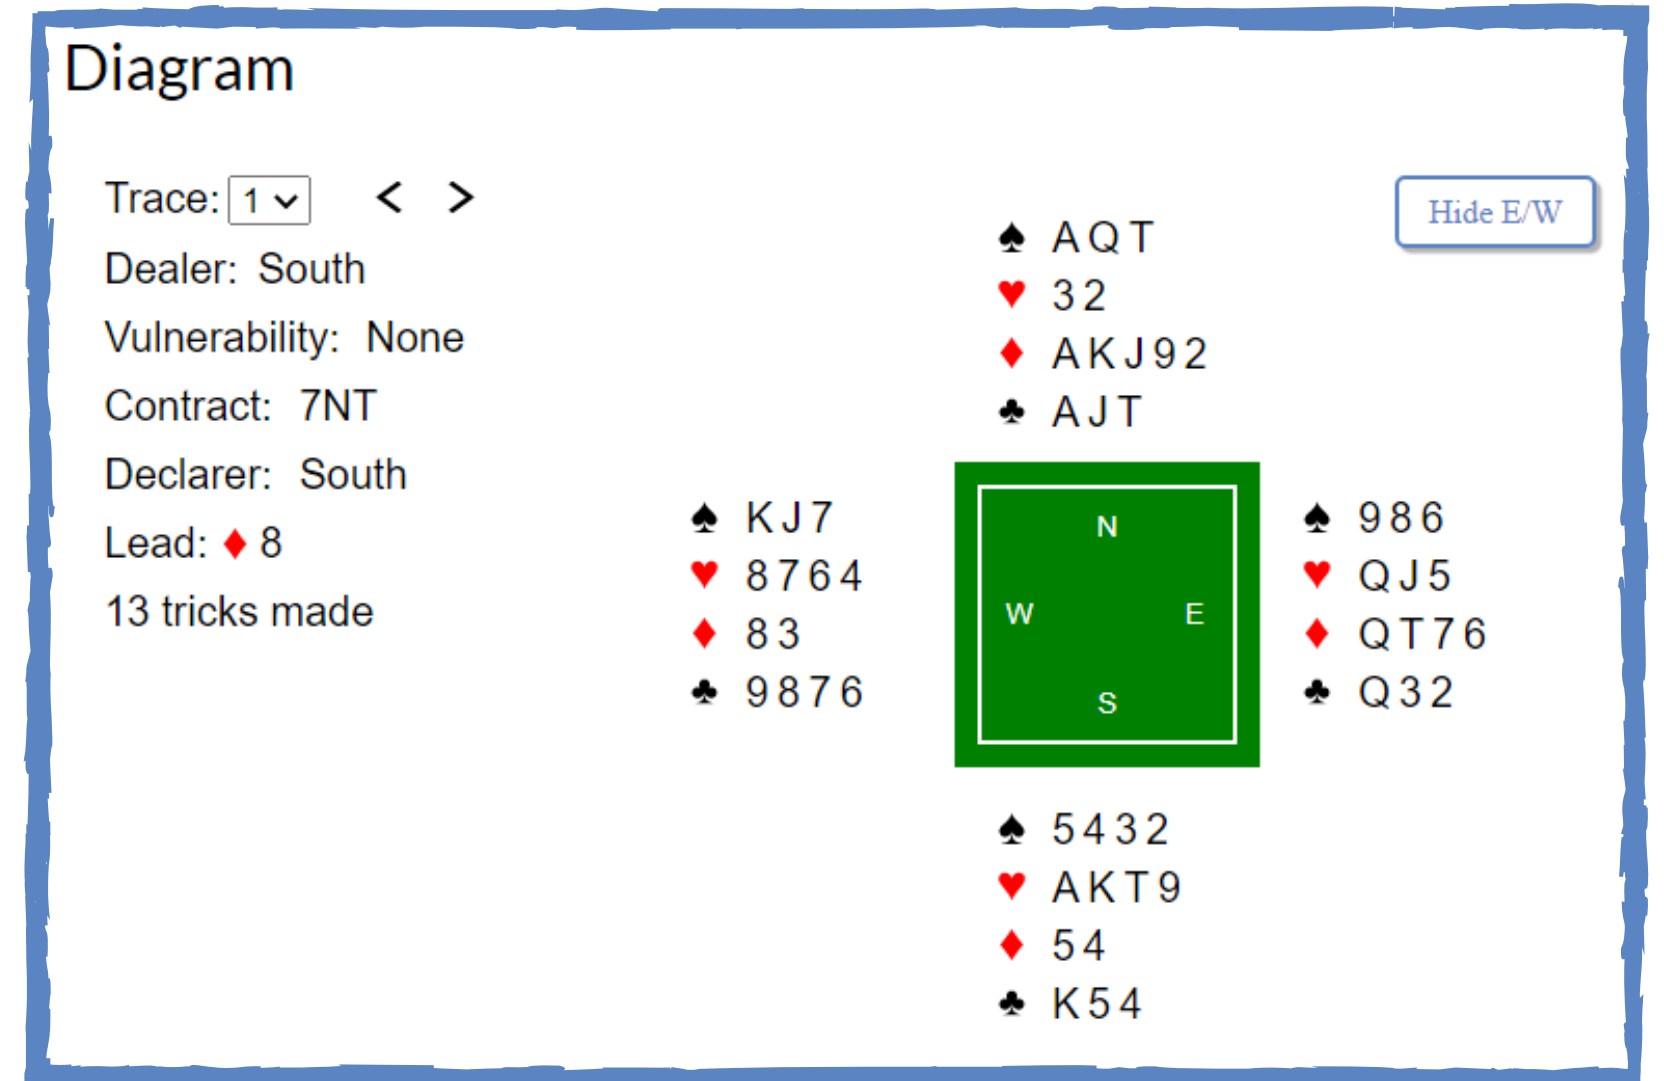 Diagram
Trace: 1 < >
Dealer: South
Vulnerability: None
Contract: 7NT
Declarer: South
Lead: ♦ 8
13 tricks made
Hide E/W
♠ A Q T
♥ 3 2
♦ A K J 9 2
♣ A J T
♠ K J 7
♥ 8 7 6 4
♦ 8 3
♣ 9 8 7 6
N
W E
S
♠ 9 8 6
♥ Q J 5
♦ Q T 7 6
♣ Q 3 2
♠ 5 4 3 2
♥ A K T 9
♦ 5 4
♣ K 5 4